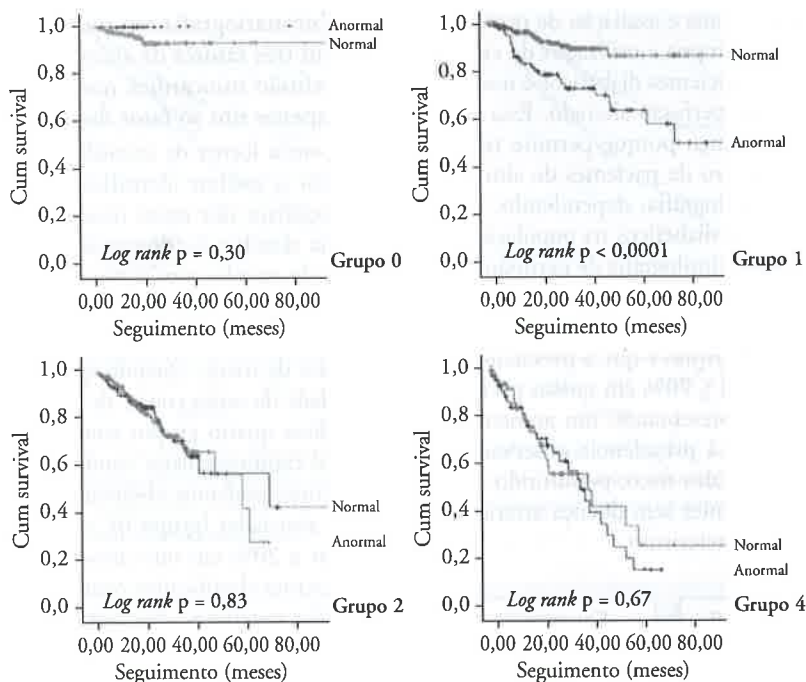 Cum survival
1,0
0,8
0,6
0,4
0,2
0,0
Anormal
Normal
Log rank p = 0,30
Grupo 0
0,00 20,00 40,00 60,00 80,00
Seguimento (meses)
Cum survival
1,0
0,8
0,6
0,4
0,2
0,0
Normal
Anormal
Log rank p < 0,0001
Grupo 1
0,00 20,00 40,00 60,00 80,00
Seguimento (meses)
Cum survival
1,0
0,8
0,6
0,4
0,2
0,0
Normal
Anormal
Log rank p = 0,83
Grupo 2
0,00 20,00 40,00 60,00 80,00
Seguimento (meses)
Cum survival
1,0
0,8
0,6
0,4
0,2
0,0
Normal
Anormal
Log rank p = 0,67
Grupo 4
0,00 20,00 40,00 60,00 80,00
Seguimento (meses)